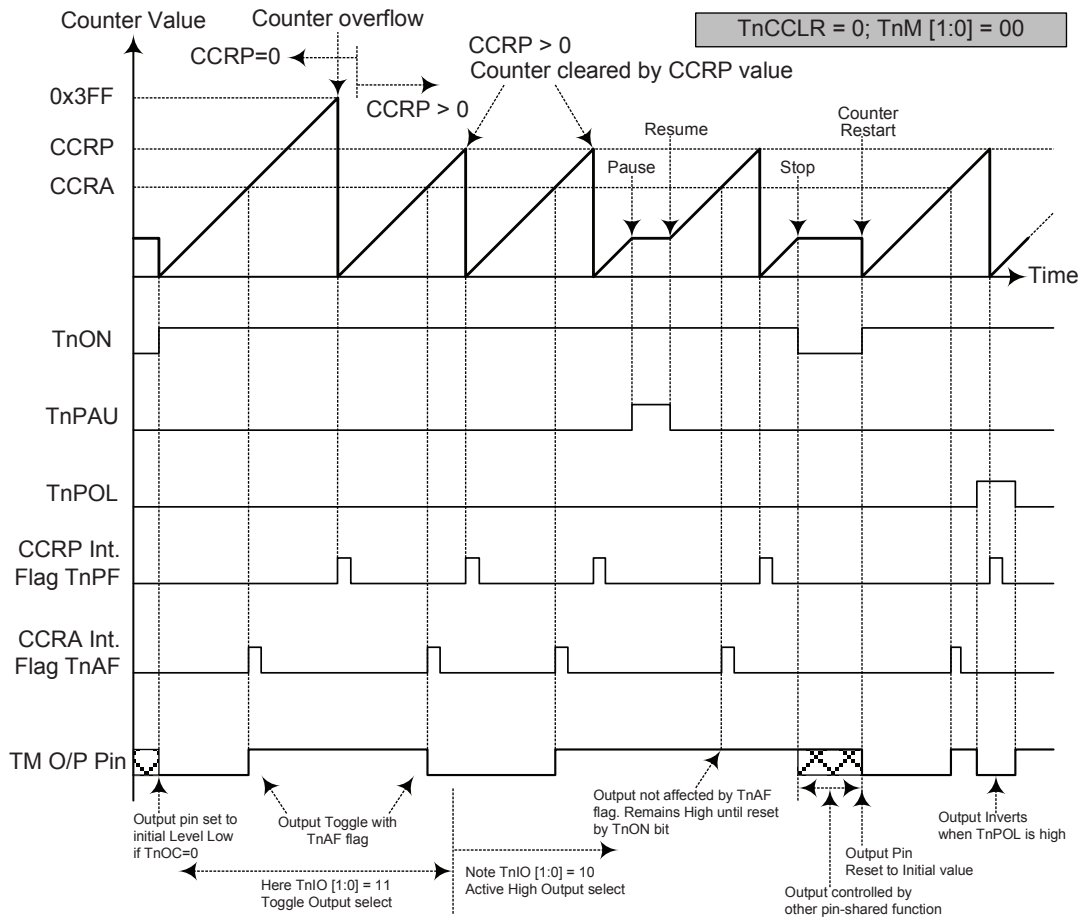 Counter Value
Counter overflow
TnCCLR = 0; TnM [1:0] = 00
CCRP=0
CCRP > 0
CCRP > 0
Counter cleared by CCRP value
0x3FF
CCRP
CCRA
Pause
Resume
Stop
Counter
Restart
Time
TnON
TnPAU
TnPOL
CCRP Int.
Flag TnPF
CCRA Int.
Flag TnAF
TM O/P Pin
Output pin set to
initial Level Low
if TnOC=0
Output Toggle with
TnAF flag
Here TnIO [1:0] = 11
Toggle Output select
Note TnIO [1:0] = 10
Active High Output select
Output not affected by TnAF
flag. Remains High until reset
by TnON bit
Output controlled by
other pin-shared function
Output Pin
Reset to Initial value
Output Inverts
when TnPOL is high